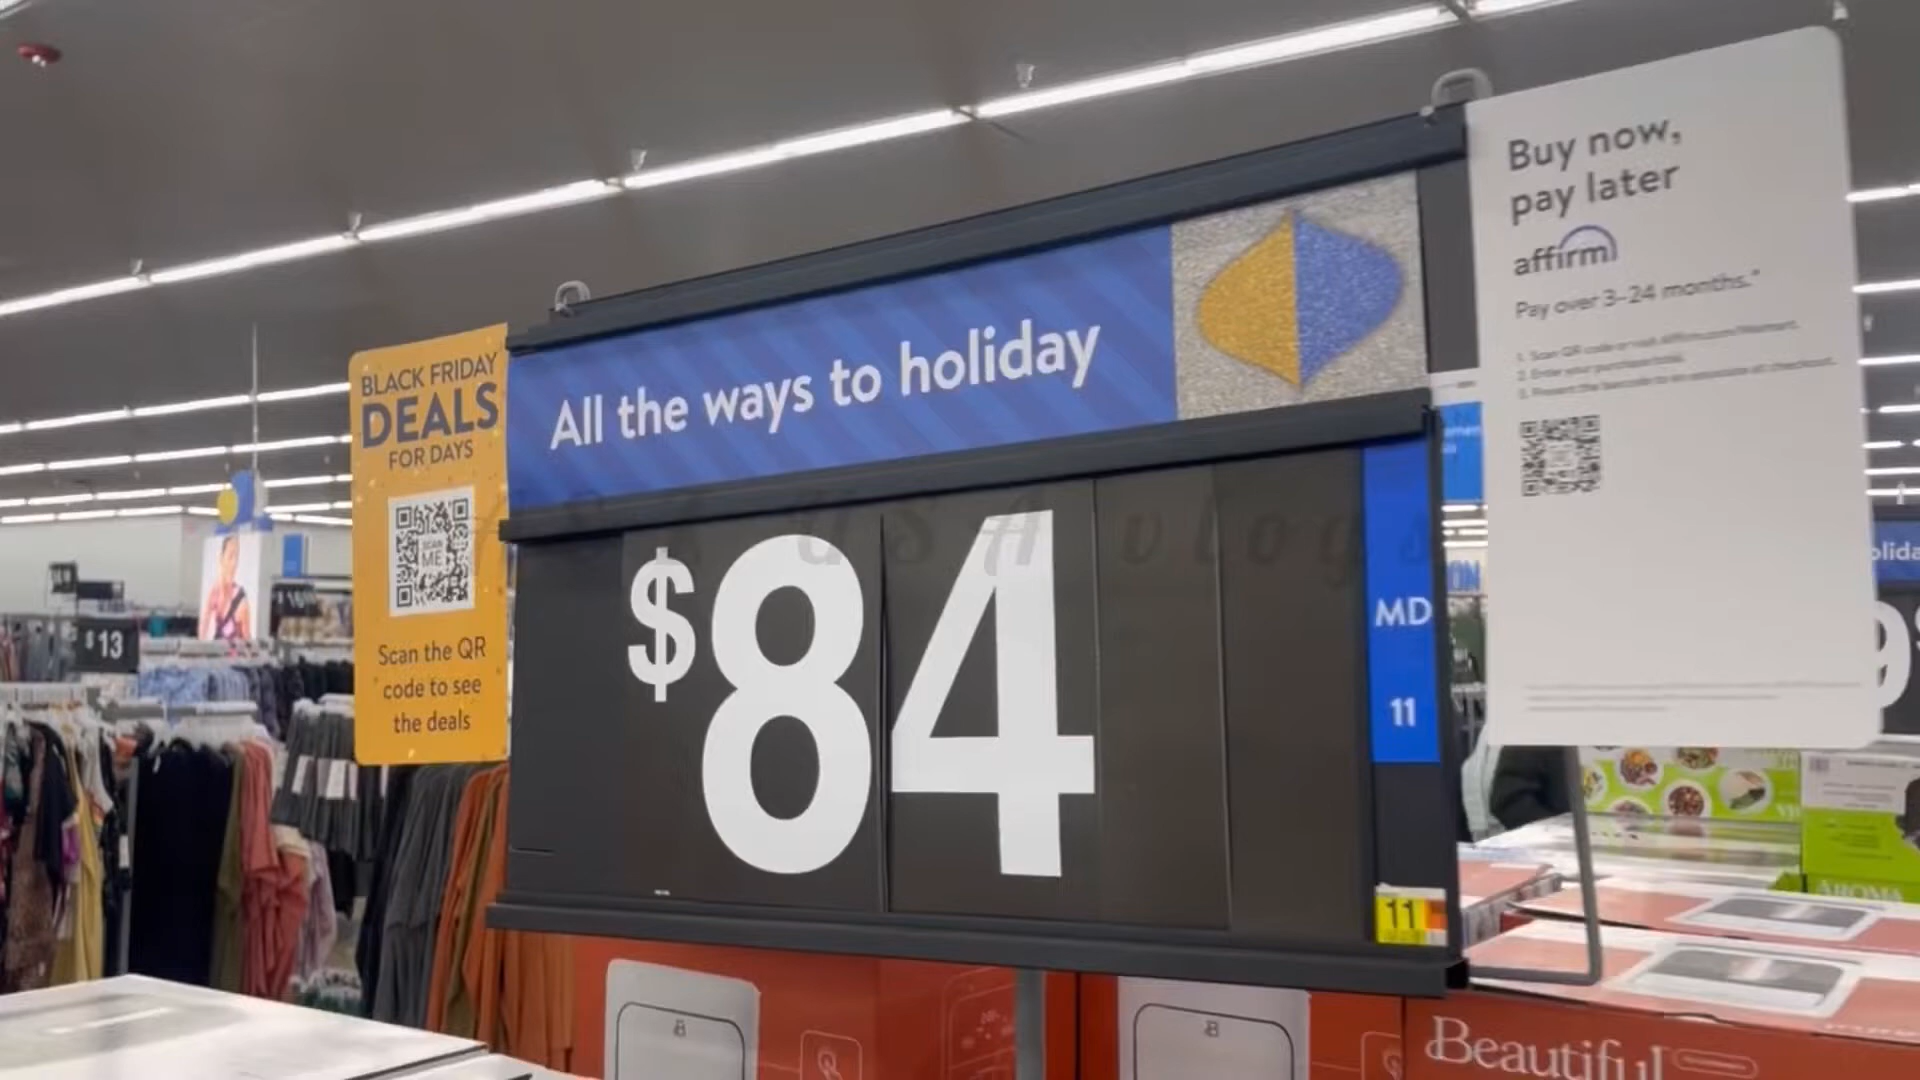 BLACK FRIDAY
DEALS
FOR DAYS
SCAN
ME
Scan the QR
code to see
the deals
All the ways to holiday
$84
MD
11
11
Buy now,
pay later
affirm
Pay over 3–24 months.*
$13
Beautiful
AROMA